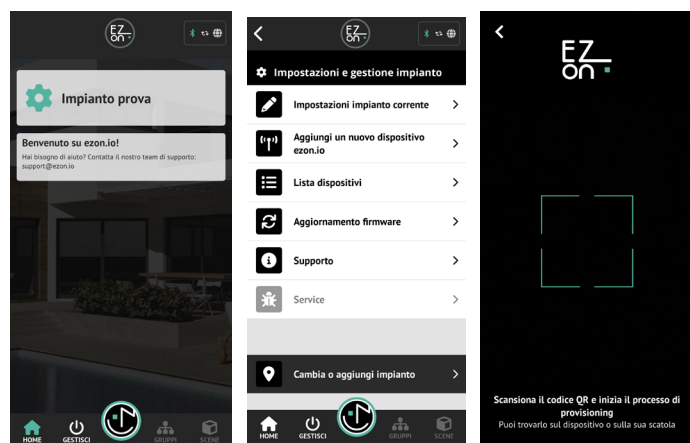 EZ
on
Impianto prova
Benvenuto su ezon.io!
Hai bisogno di aiuto? Contatta il nostro team di supporto:
support@ezon.io
HOME
GESTISCI
GRUPPI
SCENE
EZ
on
Impostazioni e gestione impianto
Impostazioni impianto corrente
Aggiungi un nuovo dispositivo
ezon.io
Lista dispositivi
Aggiornamento firmware
Supporto
Service
Cambia o aggiungi impianto
HOME
GESTISCI
GRUPPI
SCENE
EZ
on
Scansiona il codice QR e inizia il processo di
provisioning
Puoi trovarlo sul dispositivo o sulla sua scatola